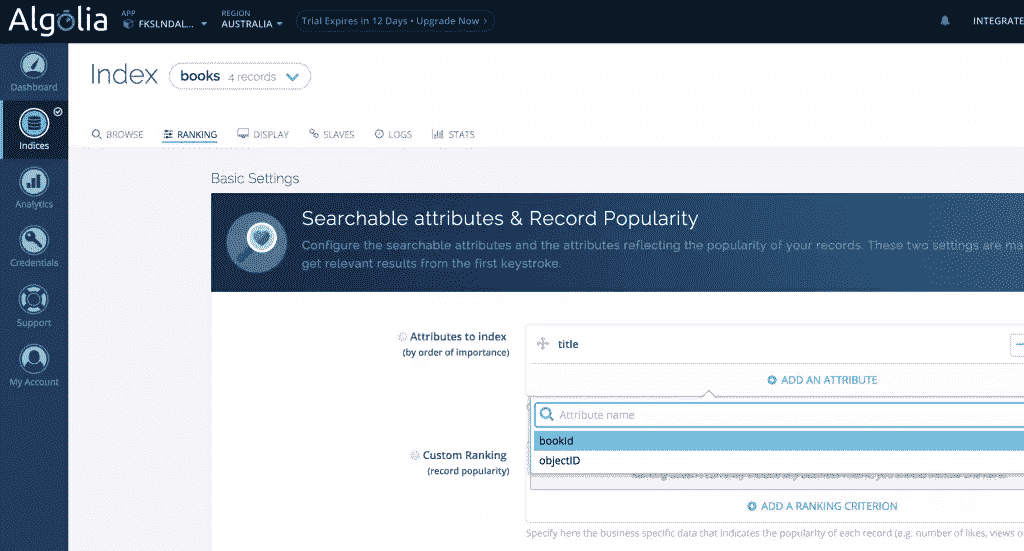 Algolia
APP
FKSLNDAL...
REGION
AUSTRALIA
Trial Expires in 12 Days • Upgrade Now ›
INTEGRATE
Dashboard
Indices
Analytics
Credentials
Support
My Account
Index
books 4 records
BROWSE
RANKING
DISPLAY
SLAVES
LOGS
STATS
Basic Settings
Searchable attributes & Record Popularity
Configure the searchable attributes and the attributes reflecting the popularity of your records. These two settings are ma
get relevant results from the first keystroke.
Attributes to index
(by order of importance)
title
ADD AN ATTRIBUTE
Attribute name
bookId
objectID
Custom Ranking
(record popularity)
ADD A RANKING CRITERION
Specify here the business specific data that indicates the popularity of each record (e.g. number of likes, views o